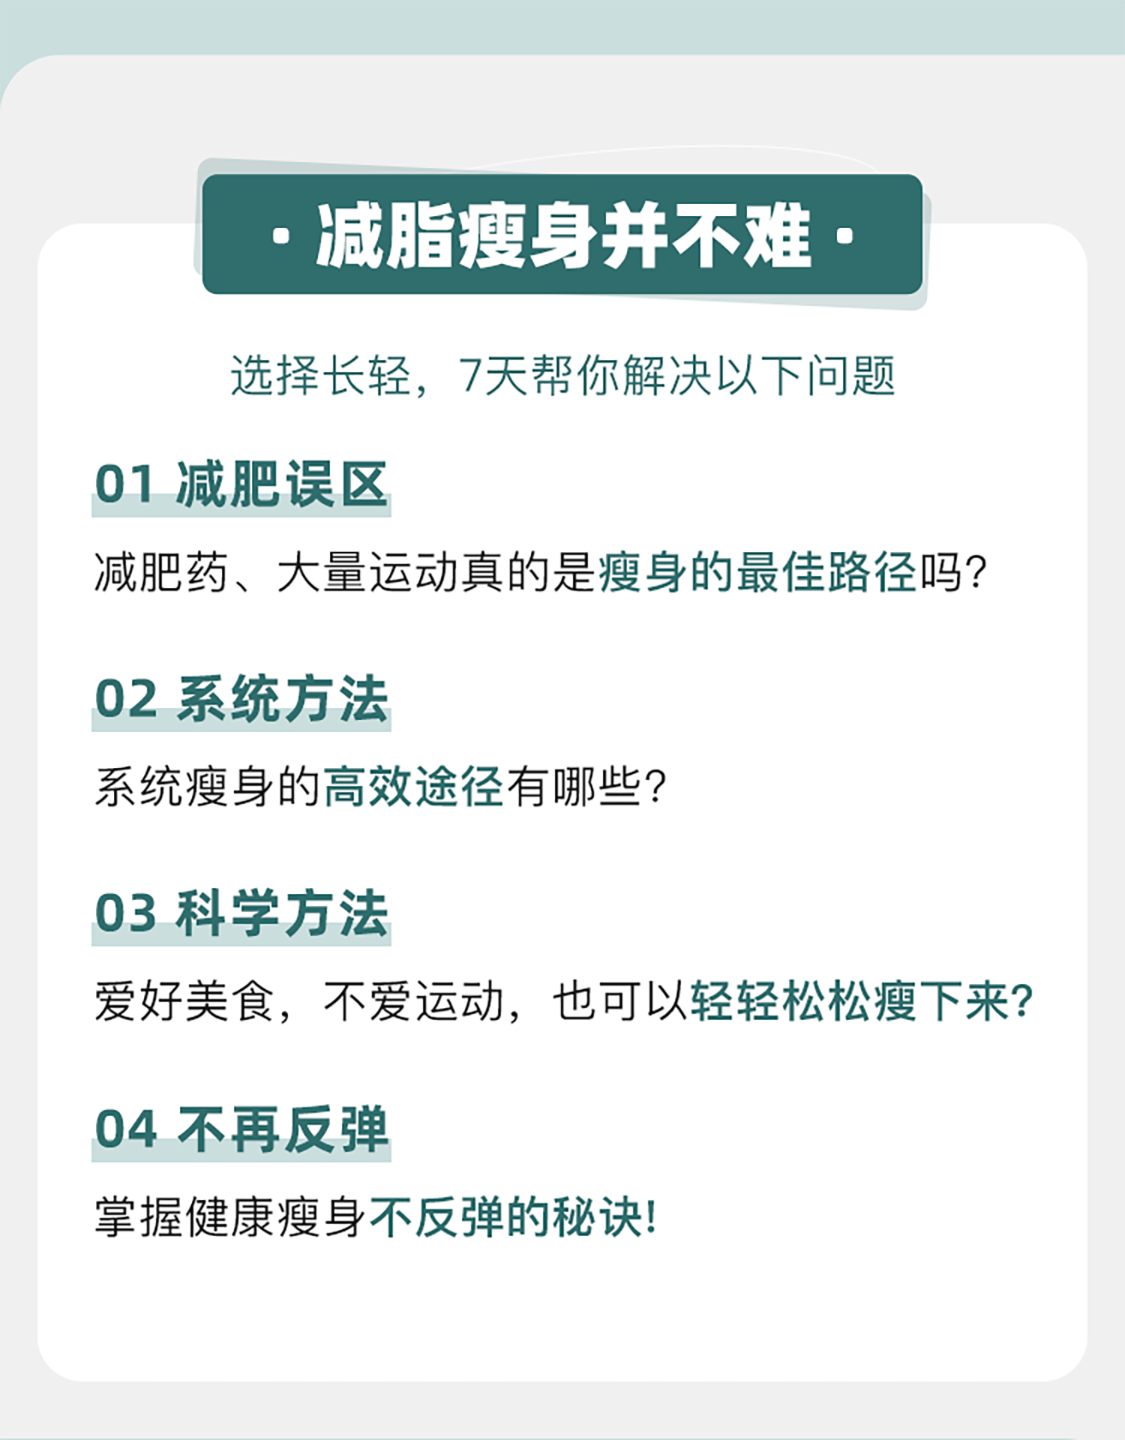 · 减脂瘦身并不难 ·
选择长轻，7天帮你解决以下问题
01 减肥误区
减肥药、大量运动真的是瘦身的最佳路径吗?
02 系统方法
系统瘦身的高效途径有哪些?
03 科学方法
爱好美食，不爱运动，也可以轻轻松松瘦下来?
04 不再反弹
掌握健康瘦身不反弹的秘诀!